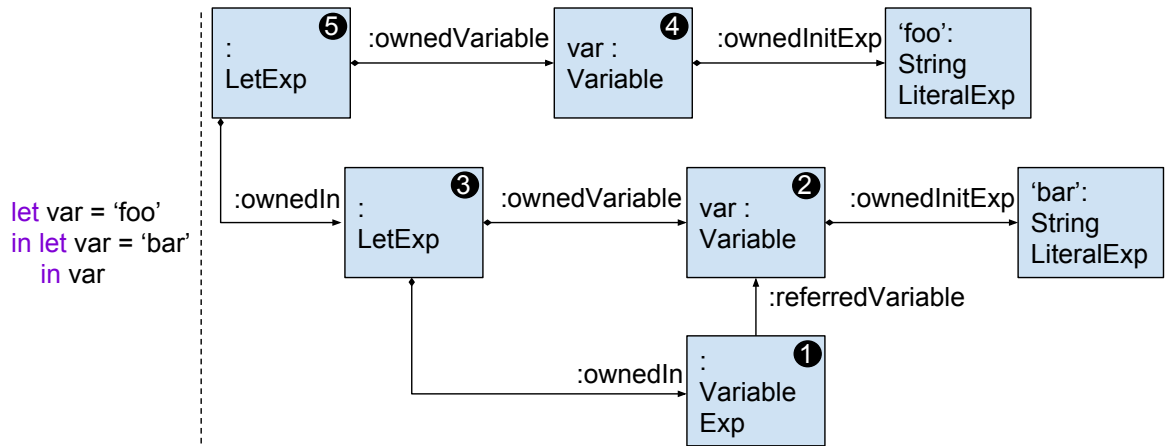 5
:ownedVariable
4
:ownedInitExp
:
LetExp
var :
Variable
‘foo’:
String
LiteralExp
let var = ‘foo’
in let var = ‘bar’
in var
:ownedIn
3
:ownedVariable
2
:ownedInitExp
:
LetExp
var :
Variable
‘bar’:
String
LiteralExp
:referredVariable
:ownedIn
1
:
Variable
Exp